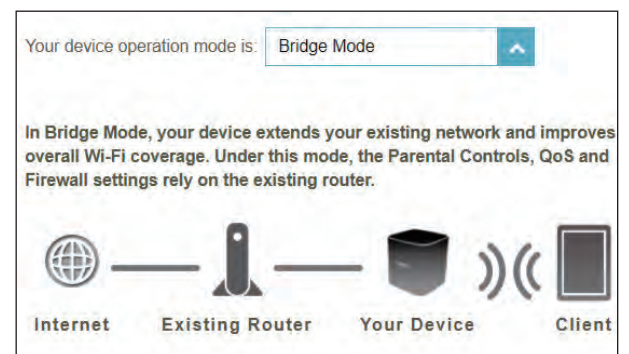 Your device operation mode is: Bridge Mode
In Bridge Mode, your device extends your existing network and improves
overall Wi-Fi coverage. Under this mode, the Parental Controls, QoS and
Firewall settings rely on the existing router.
Internet Existing Router Your Device Client